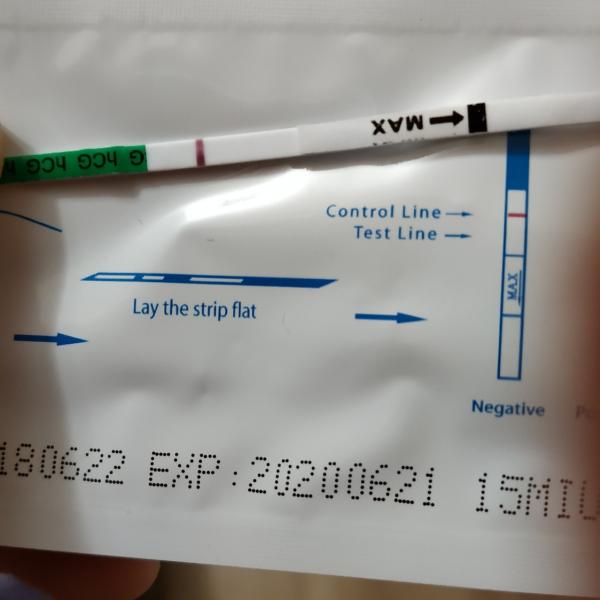 G hCG hCG h
MAX
Control Line
Test Line
MAX
Lay the strip flat
Negative
180622 EXP:20200621 15MIU